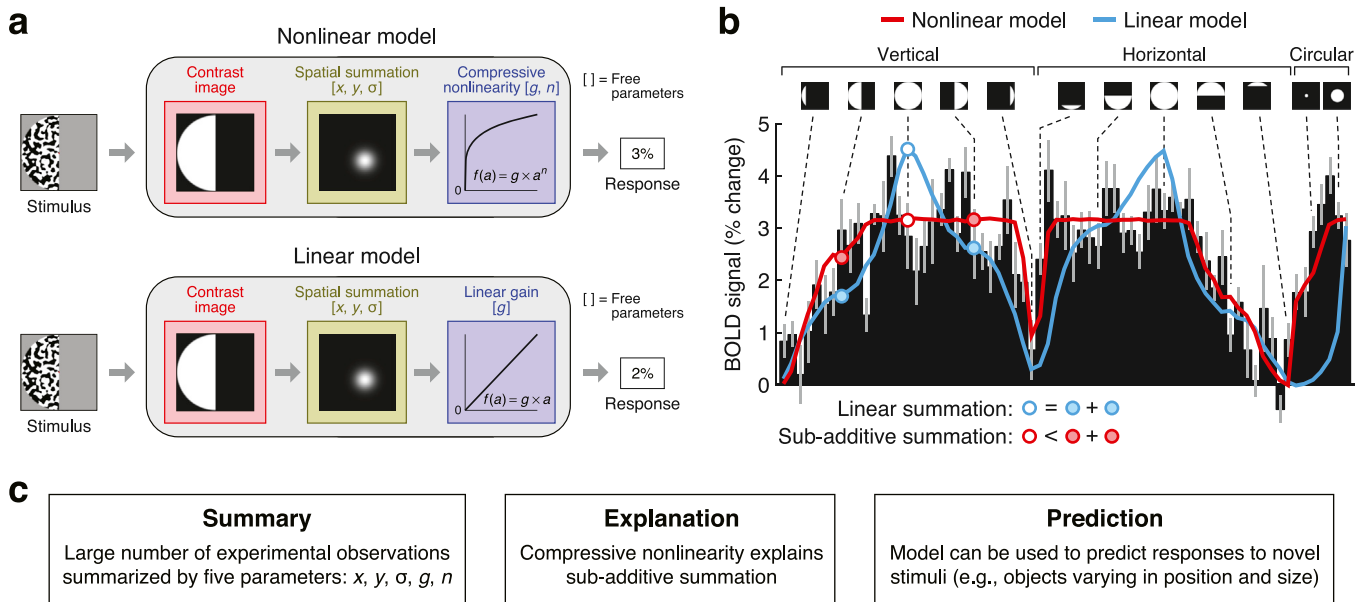 a
Nonlinear model
Contrast
image
Spatial summation
[x, y, σ]
Compressive
nonlinearity [g, n]
[ ] = Free
parameters
0
f(a) = g × aⁿ
3%
Response
Stimulus
Linear model
Contrast
image
Spatial summation
[x, y, σ]
Linear gain
[g]
[ ] = Free
parameters
0
f(a) = g × a
2%
Response
Stimulus
b
Nonlinear model
Linear model
Vertical
Horizontal
Circular
BOLD signal (% change)
5
4
3
2
1
0
Linear summation: = +
Sub-additive summation: < +
c
Summary
Large number of experimental observations
summarized by five parameters: x, y, σ, g, n
Explanation
Compressive nonlinearity explains
sub-additive summation
Prediction
Model can be used to predict responses to novel
stimuli (e.g., objects varying in position and size)